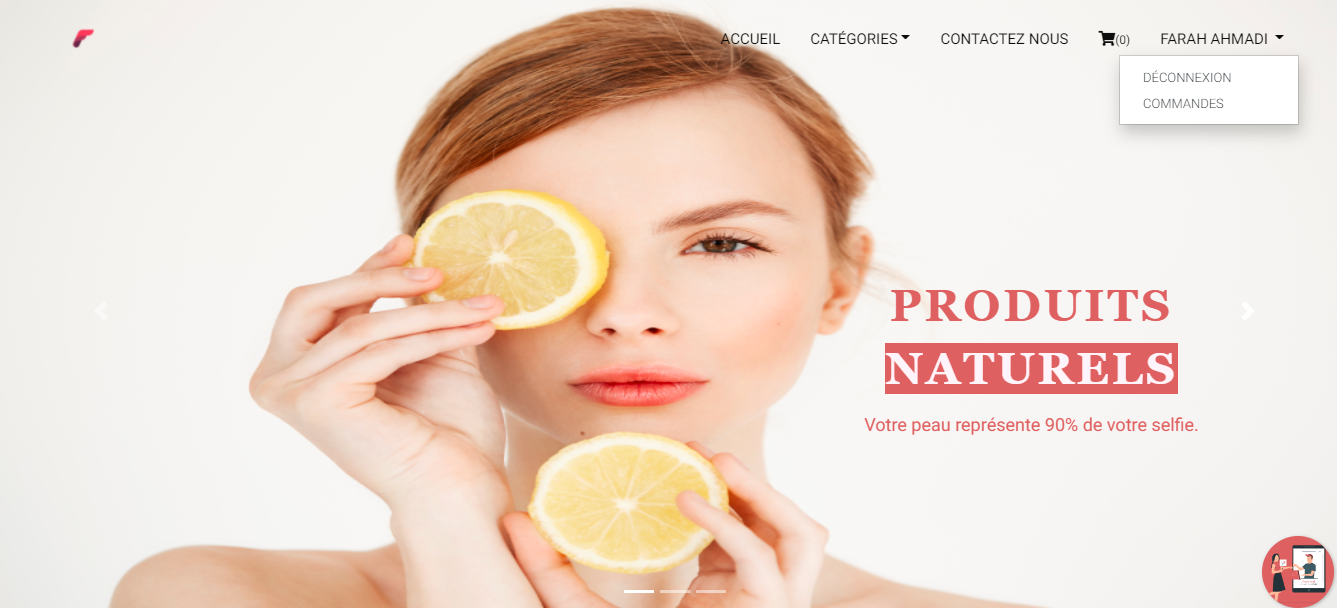 ACCUEIL
CATÉGORIES
CONTACTEZ NOUS
(0)
FARAH AHMADI
DÉCONNEXION
COMMANDES
PRODUITS
NATURELS
Votre peau représente 90% de votre selfie.